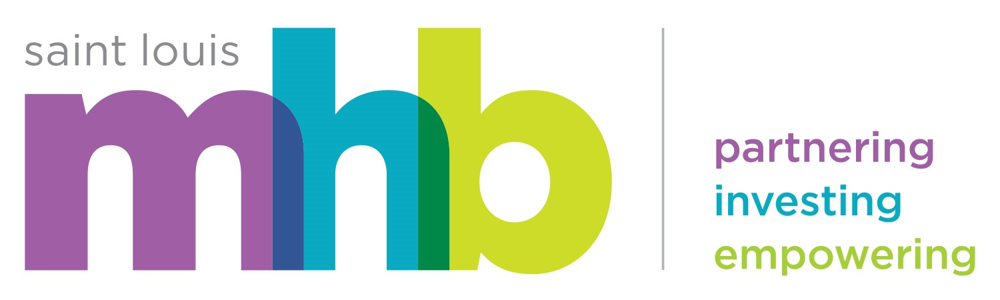 saint louis
mhb
partnering
investing
empowering